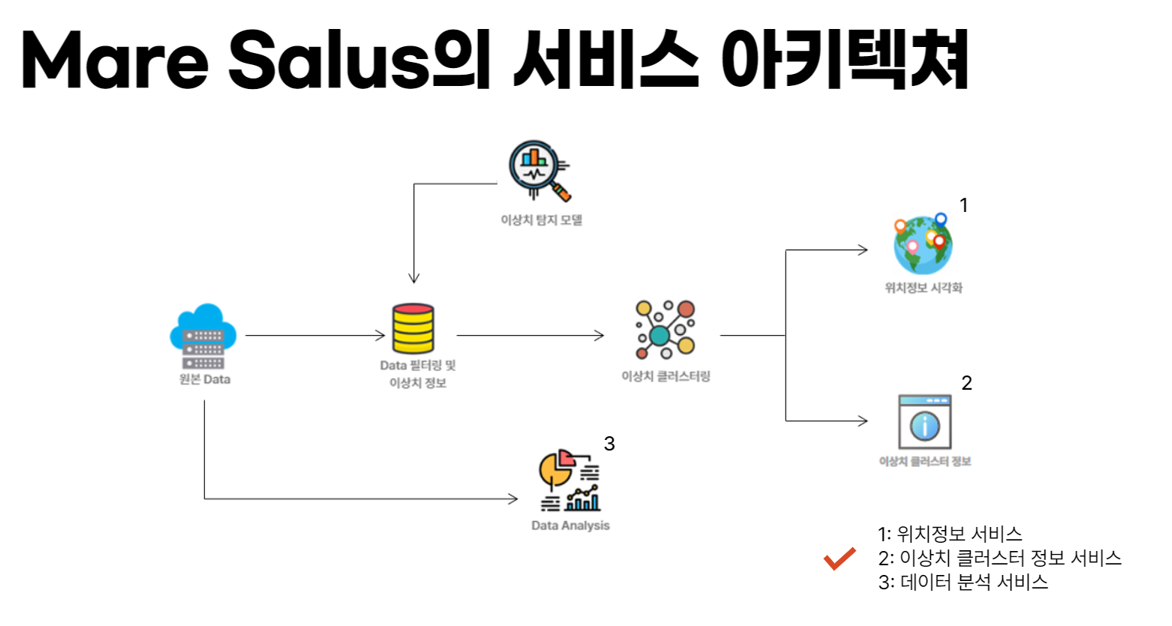 Mare Salus의 서비스 아키텍쳐
이상치 탐지 모델
1
위치정보 시각화
원본 Data
Data 필터링 및
이상치 정보
이상치 클러스터링
2
이상치 클러스터 정보
3
Data Analysis
1: 위치정보 서비스
2: 이상치 클러스터 정보 서비스
3: 데이터 분석 서비스